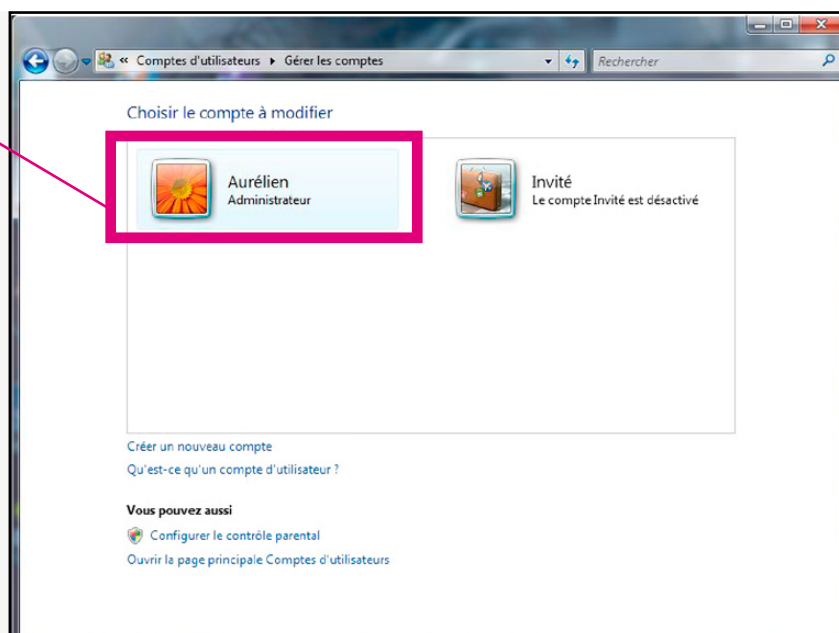 « Comptes d'utilisateurs ▸ Gérer les comptes
Rechercher
Choisir le compte à modifier
Aurélien
Administrateur
Invité
Le compte Invité est désactivé
Créer un nouveau compte
Qu'est-ce qu'un compte d'utilisateur ?
Vous pouvez aussi
Configurer le contrôle parental
Ouvrir la page principale Comptes d'utilisateurs